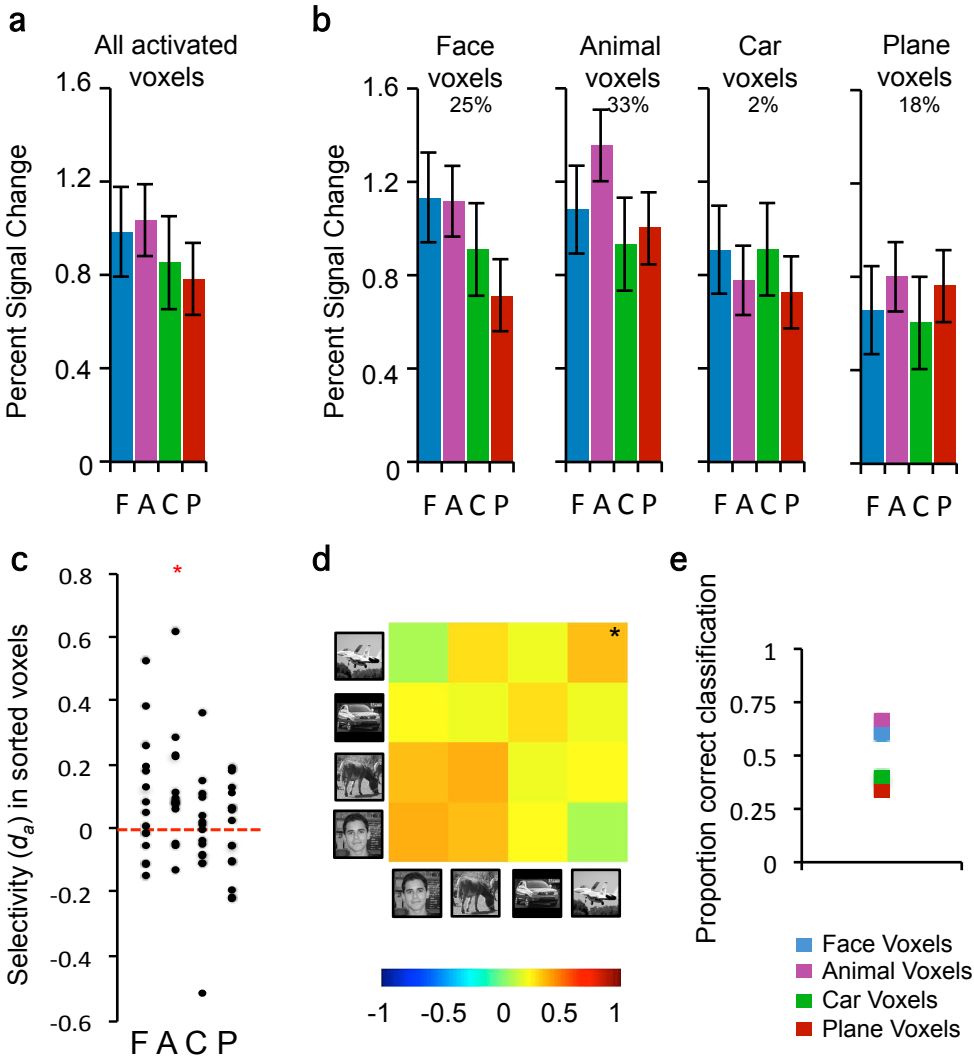 a
All activated
voxels
Percent Signal Change
1.6
1.2
0.8
0.4
0
F A C P
b
Percent Signal Change
1.6
1.2
0.8
0.4
0
Face
voxels
25%
F A C P
Animal
voxels
33%
F A C P
Car
voxels
2%
F A C P
Plane
voxels
18%
F A C P
c
Selectivity (da) in sorted voxels
0.8
0.6
0.4
0.2
0
-0.2
-0.4
-0.6
*
F A C P
d
*
-1 -0.5 0 0.5 1
e
Proportion correct classification
1
0.75
0.5
0.25
0
Face Voxels
Animal Voxels
Car Voxels
Plane Voxels